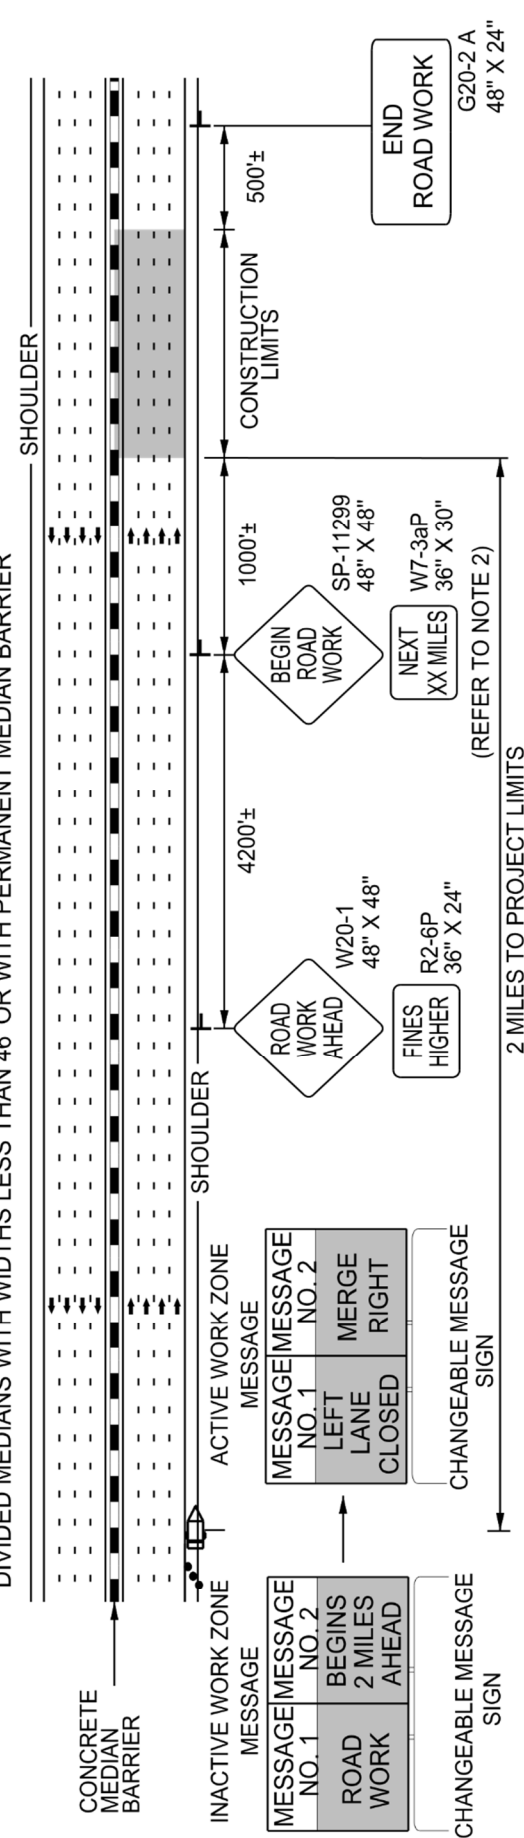 DIVIDED MEDIANS WITH WIDTHS LESS THAN 46' OR WITH PERMANENT MEDIAN BARRIER
SHOULDER
CONCRETE
MEDIAN
BARRIER
SHOULDER
4200'±
1000'±
CONSTRUCTION
LIMITS
500'±
INACTIVE WORK ZONE
MESSAGE
MESSAGE
NO. 1
ROAD
WORK
MESSAGE
NO. 2
BEGINS
2 MILES
AHEAD
CHANGEABLE MESSAGE
SIGN
ACTIVE WORK ZONE
MESSAGE
MESSAGE
NO. 1
LEFT
LANE
CLOSED
MESSAGE
NO. 2
MERGE
RIGHT
CHANGEABLE MESSAGE
SIGN
ROAD
WORK
AHEAD
W20-1
48" X 48"
FINES
HIGHER
R2-6P
36" X 24"
BEGIN
ROAD
WORK
SP-11299
48" X 48"
NEXT
XX MILES
W7-3aP
36" X 30"
(REFER TO NOTE 2)
2 MILES TO PROJECT LIMITS
END
ROAD WORK
G20-2 A
48" X 24"